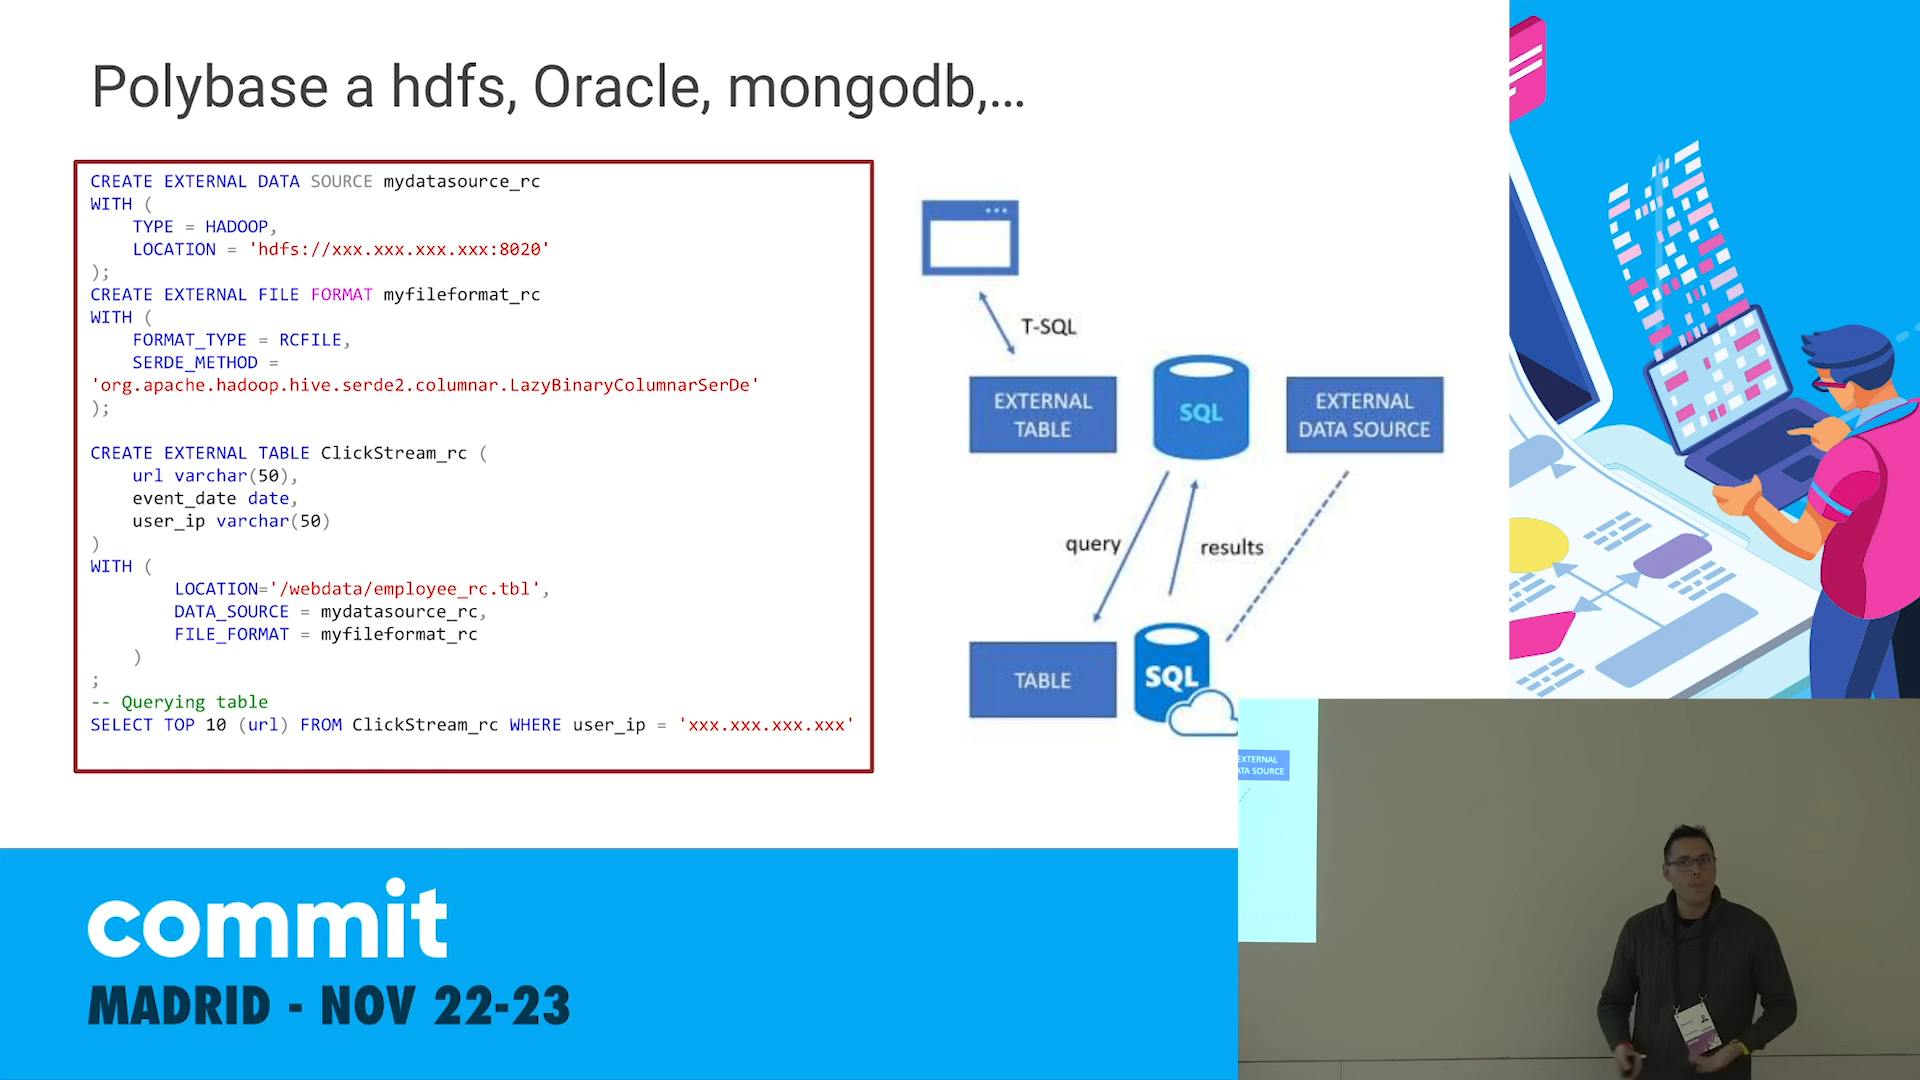 Polybase a hdfs, Oracle, mongodb,...
CREATE EXTERNAL DATA SOURCE mydatasource_rc
WITH (
TYPE = HADOOP,
LOCATION = 'hdfs://xxx.xxx.xxx.xxx:8020'
);
CREATE EXTERNAL FILE FORMAT myfileformat_rc
WITH (
FORMAT_TYPE = RCFILE,
SERDE_METHOD =
'org.apache.hadoop.hive.serde2.columnar.LazyBinaryColumnarSerDe'
);
CREATE EXTERNAL TABLE ClickStream_rc (
url varchar(50),
event_date date,
user_ip varchar(50)
)
WITH (
LOCATION='/webdata/employee_rc.tbl',
DATA_SOURCE = mydatasource_rc,
FILE_FORMAT = myfileformat_rc
)
;
-- Querying table
SELECT TOP 10 (url) FROM ClickStream_rc WHERE user_ip = 'xxx.xxx.xxx.xxx'
T-SQL
EXTERNAL
TABLE
SQL
EXTERNAL
DATA SOURCE
query
results
TABLE
SQL
EXTERNAL
ATA SOURCE
commit
MADRID - NOV 22-23